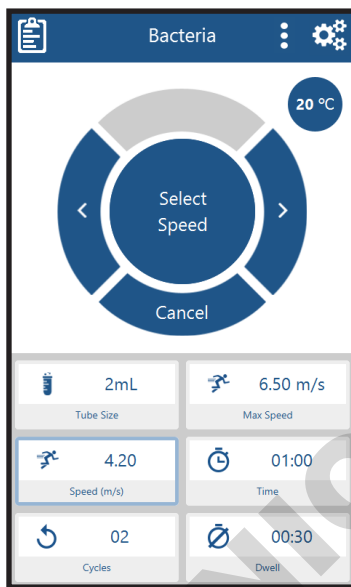 Bacteria
20 ºC
Select
Speed
Cancel
2mL
6.50 m/s
Tube Size
Max Speed
4.20
01:00
Speed (m/s)
Time
02
00:30
Cycles
Dwell